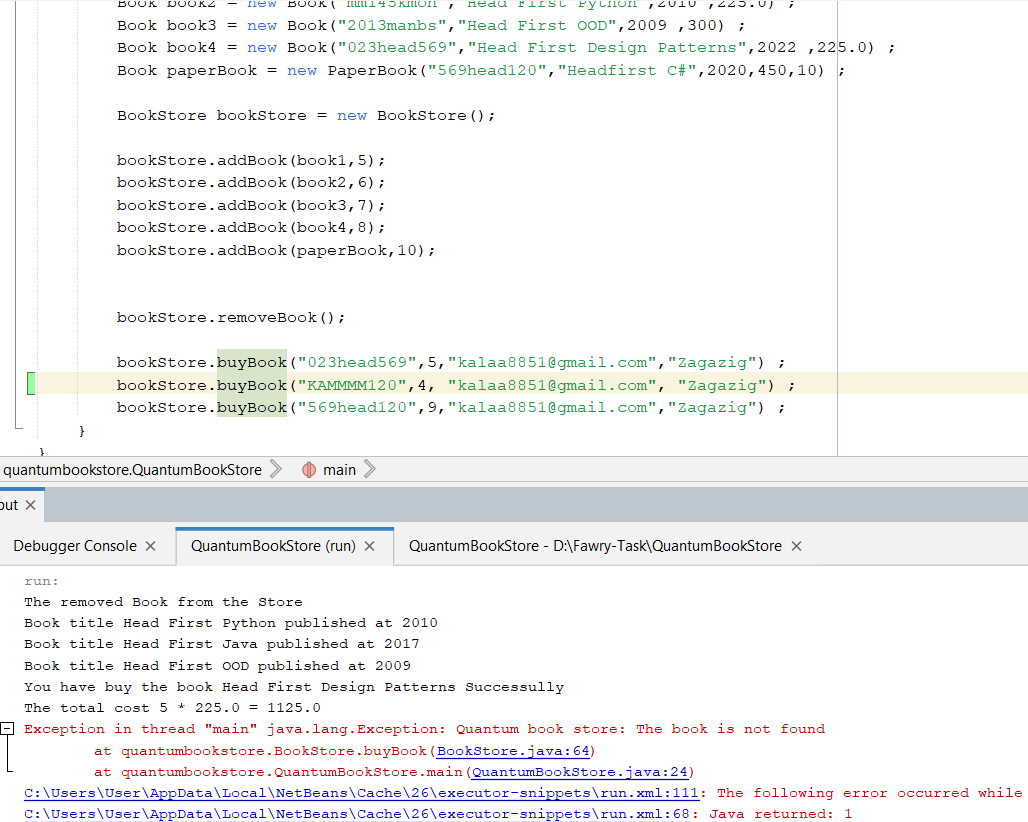 Book book2 = new Book("mm145kmon","Head First Python",2010 ,225.0) ;
Book book3 = new Book("2013manbs","Head First OOD",2009 ,300) ;
Book book4 = new Book("023head569","Head First Design Patterns",2022 ,225.0) ;
Book paperBook = new PaperBook("569head120","Headfirst C#",2020,450,10) ;
BookStore bookStore = new BookStore();
bookStore.addBook(book1,5);
bookStore.addBook(book2,6);
bookStore.addBook(book3,7);
bookStore.addBook(book4,8);
bookStore.addBook(paperBook,10);
bookStore.removeBook();
bookStore.buyBook("023head569",5,"kalaa8851@gmail.com","Zagazig") ;
bookStore.buyBook("KAMMMM120",4, "kalaa8851@gmail.com", "Zagazig") ;
bookStore.buyBook("569head120",9,"kalaa8851@gmail.com","Zagazig") ;
}
}
quantumbookstore.QuantumBookStore main
out
Debugger Console QuantumBookStore (run) QuantumBookStore - D:\Fawry-Task\QuantumBookStore
run:
The removed Book from the Store
Book title Head First Python published at 2010
Book title Head First Java published at 2017
Book title Head First OOD published at 2009
You have buy the book Head First Design Patterns Successully
The total cost 5 * 225.0 = 1125.0
Exception in thread "main" java.lang.Exception: Quantum book store: The book is not found
at quantumbookstore.BookStore.buyBook(BookStore.java:64)
at quantumbookstore.QuantumBookStore.main(QuantumBookStore.java:24)
C:\Users\User\AppData\Local\NetBeans\Cache\26\executor-snippets\run.xml:111: The following error occurred while
C:\Users\User\AppData\Local\NetBeans\Cache\26\executor-snippets\run.xml:68: Java returned: 1